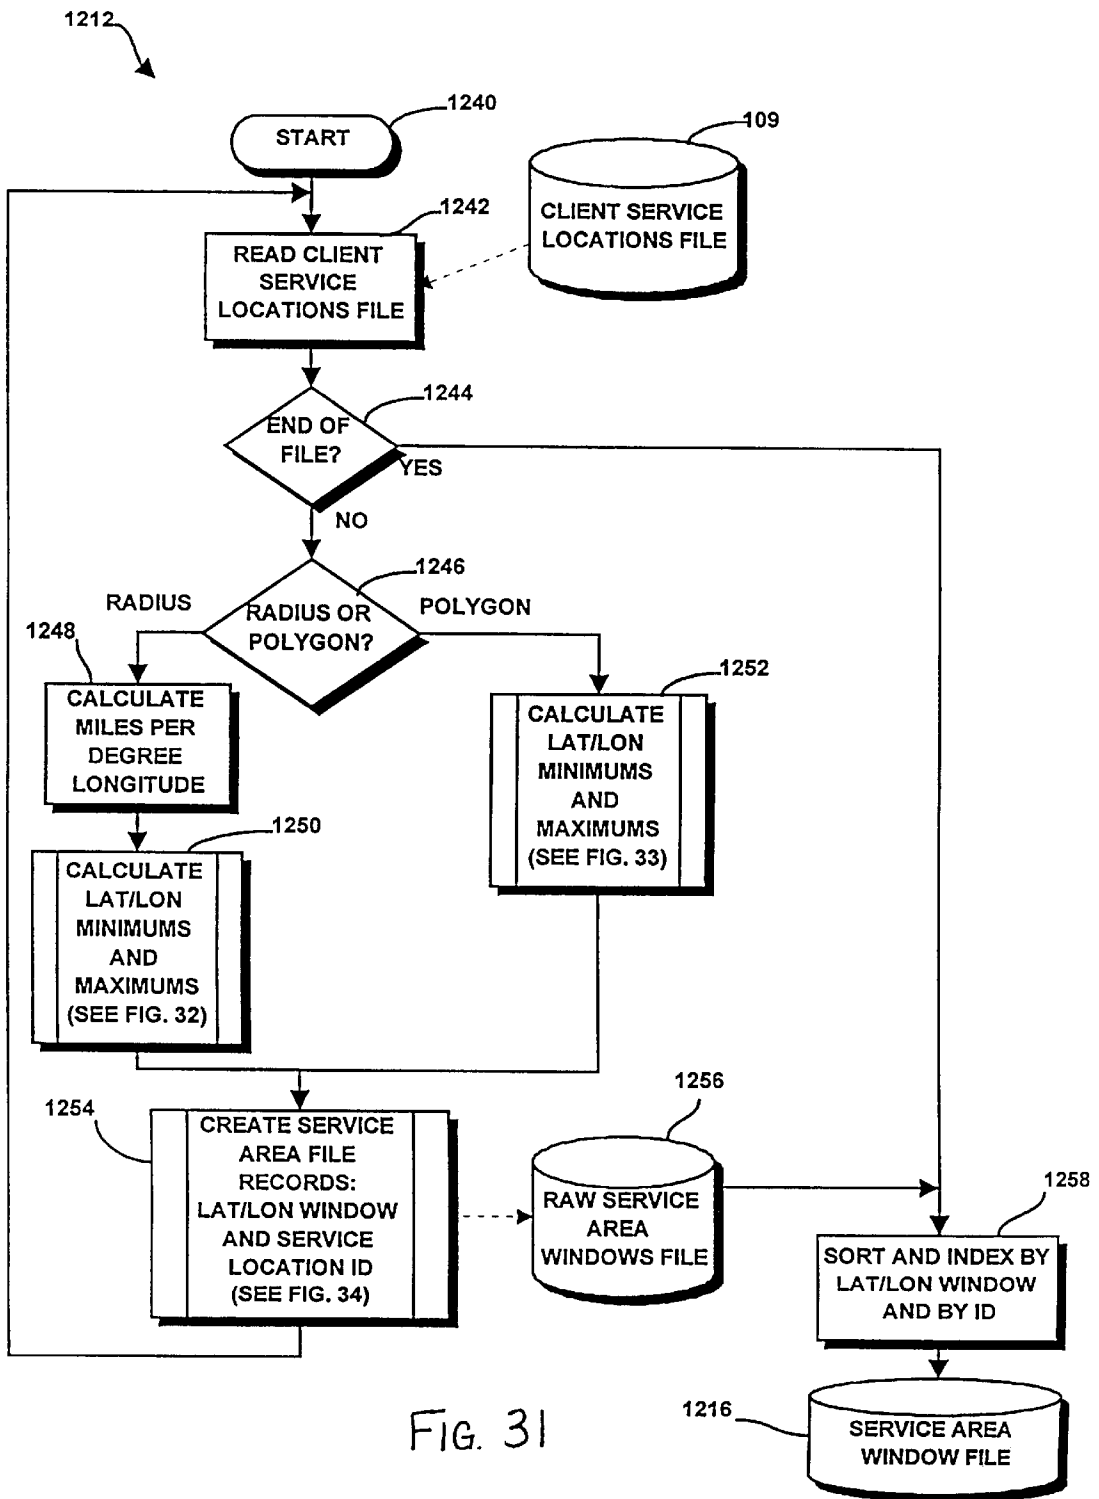 1212
1240
START
109
CLIENT SERVICE
LOCATIONS FILE
1242
READ CLIENT
SERVICE
LOCATIONS FILE
1244
END OF
FILE?
YES
NO
1246
RADIUS
RADIUS OR
POLYGON?
POLYGON
1248
CALCULATE
MILES PER
DEGREE
LONGITUDE
1252
CALCULATE
LAT/LON
MINIMUMS
AND
MAXIMUMS
(SEE FIG. 33)
1250
CALCULATE
LAT/LON
MINIMUMS
AND
MAXIMUMS
(SEE FIG. 32)
1254
CREATE SERVICE
AREA FILE
RECORDS:
LAT/LON WINDOW
AND SERVICE
LOCATION ID
(SEE FIG. 34)
1256
RAW SERVICE
AREA
WINDOWS FILE
1258
SORT AND INDEX BY
LAT/LON WINDOW
AND BY ID
1216
SERVICE AREA
WINDOW FILE
FIG. 31